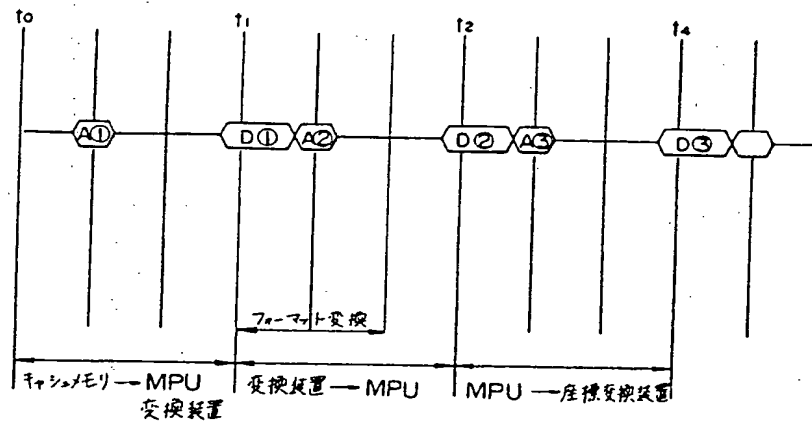 t0 t1 t2 t4
A① D① A② D② A③ D③
フォーマット変換
キャシュメモリ — MPU 変換装置 — MPU MPU — 座標変換装置
変換装置